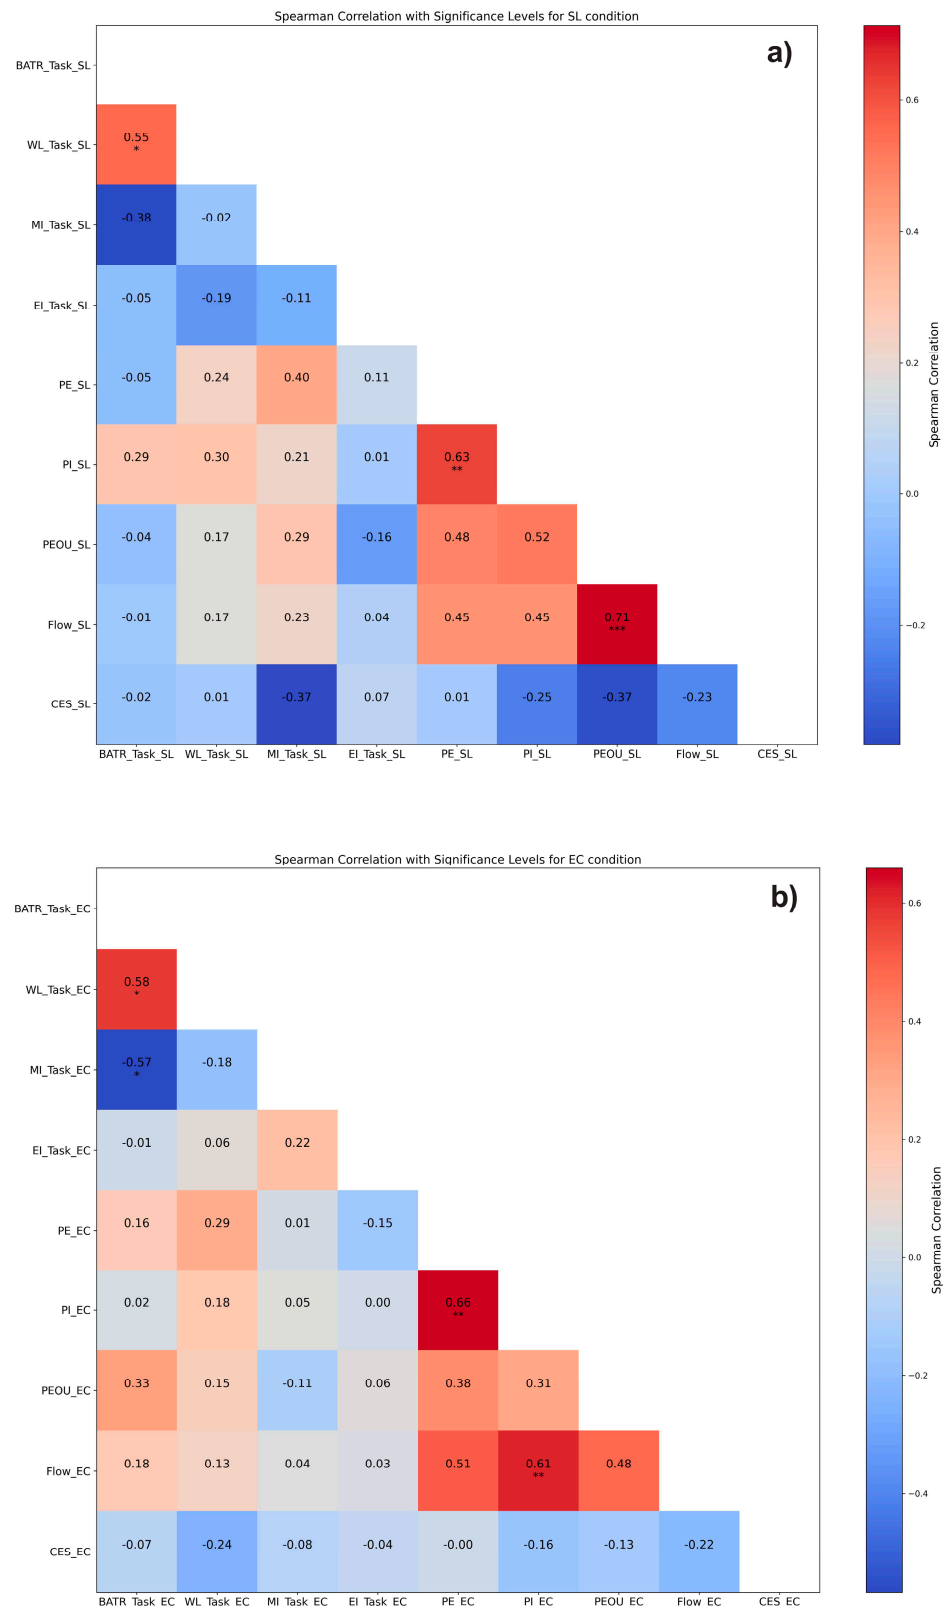 Spearman Correlation with Significance Levels for SL condition
a)
BATR_Task_SL
WL_Task_SL
0.55
*
MI_Task_SL
-0.38 -0.02
EI_Task_SL
-0.05 -0.19 -0.11
PE_SL
-0.05 0.24 0.40 0.11
PI_SL
0.29 0.30 0.21 0.01 0.63
**
PEOU_SL
-0.04 0.17 0.29 -0.16 0.48 0.52
Flow_SL
-0.01 0.17 0.23 0.04 0.45 0.45 0.71
***
CES_SL
-0.02 0.01 -0.37 0.07 0.01 -0.25 -0.37 -0.23
BATR_Task_SL WL_Task_SL MI_Task_SL EI_Task_SL PE_SL PI_SL PEOU_SL Flow_SL CES_SL
0.6
0.4
0.2
0.0
−0.2
Spearman Correlation
Spearman Correlation with Significance Levels for EC condition
b)
BATR_Task_EC
WL_Task_EC
0.58
*
MI_Task_EC
-0.57 -0.18
*
EI_Task_EC
-0.01 0.06 0.22
PE_EC
0.16 0.29 0.01 -0.15
PI_EC
0.02 0.18 0.05 0.00 0.66
**
PEOU_EC
0.33 0.15 -0.11 0.06 0.38 0.31
Flow_EC
0.18 0.13 0.04 0.03 0.51 0.61 0.48
**
CES_EC
-0.07 -0.24 -0.08 -0.04 -0.00 -0.16 -0.13 -0.22
BATR_Task_EC WL_Task_EC MI_Task_EC EI_Task_EC PE_EC PI_EC PEOU_EC Flow_EC CES_EC
0.6
0.4
0.2
0.0
−0.2
−0.4
Spearman Correlation